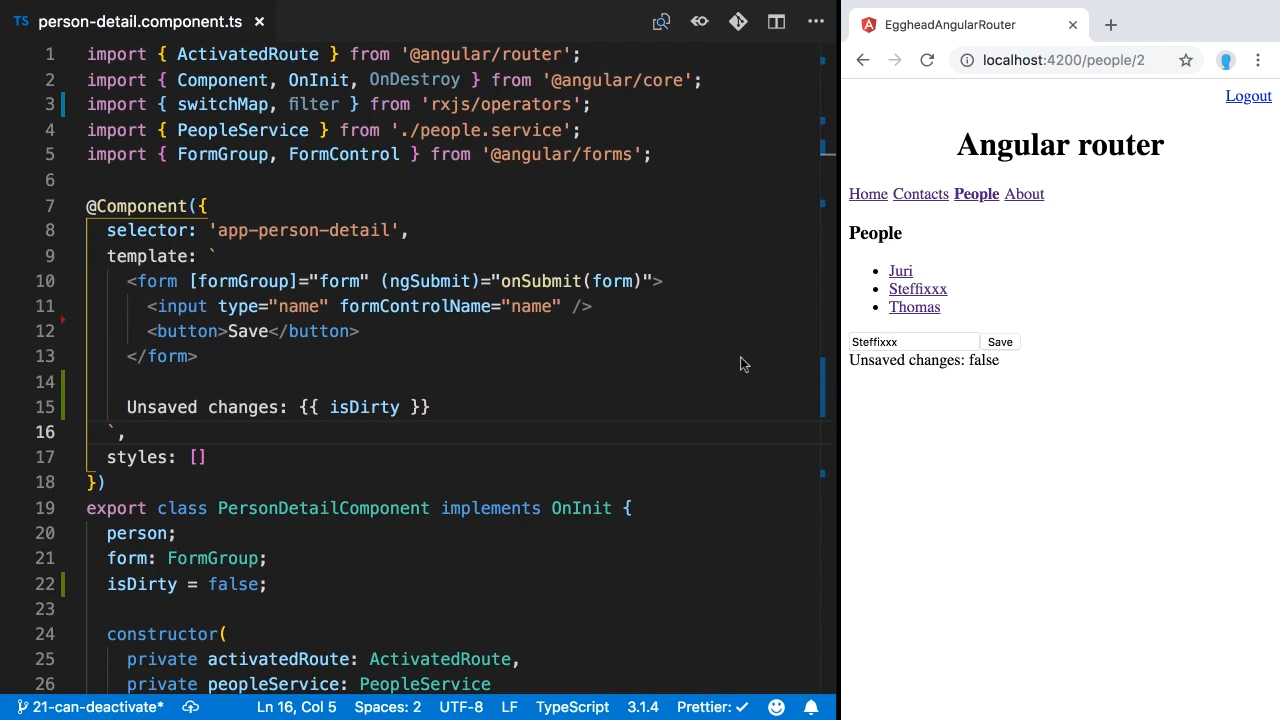 TS person-detail.component.ts ×
1 import { ActivatedRoute } from '@angular/router';
2 import { Component, OnInit, OnDestroy } from '@angular/core';
3 import { switchMap, filter } from 'rxjs/operators';
4 import { PeopleService } from './people.service';
5 import { FormGroup, FormControl } from '@angular/forms';
6
7 @Component({
8 selector: 'app-person-detail',
9 template: `
10 <form [formGroup]="form" (ngSubmit)="onSubmit(form)">
11 <input type="name" formControlName="name" />
12 <button>Save</button>
13 </form>
14
15 Unsaved changes: {{ isDirty }}
16 `,
17 styles: []
18 })
19 export class PersonDetailComponent implements OnInit {
20 person;
21 form: FormGroup;
22 isDirty = false;
23
24 constructor(
25 private activatedRoute: ActivatedRoute,
26 private peopleService: PeopleService
21-can-deactivate* Ln 16, Col 5 Spaces: 2 UTF-8 LF TypeScript 3.1.4 Prettier: ✓
EggheadAngularRouter
localhost:4200/people/2
Logout
Angular router
Home Contacts People About
People
• Juri
• Steffixxx
• Thomas
Steffixxx Save
Unsaved changes: false